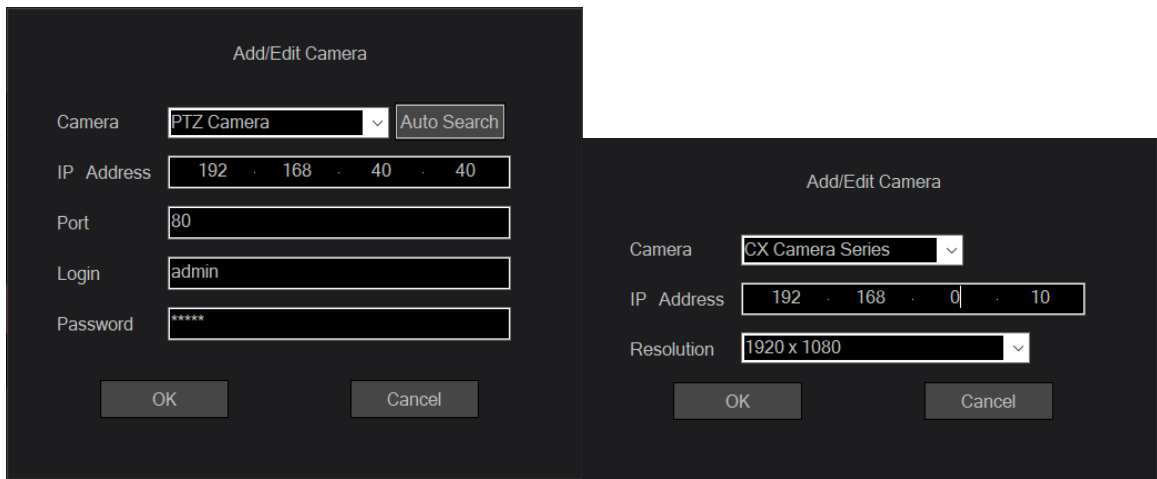 Add/Edit Camera
Camera PTZ Camera Auto Search
IP Address 192 . 168 . 40 . 40
Port 80
Login admin
Password *****
OK Cancel
Add/Edit Camera
Camera CX Camera Series
IP Address 192 . 168 . 0 . 10
Resolution 1920 x 1080
OK Cancel